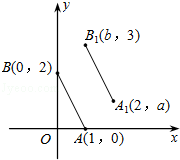 y
B₁(b, 3)
B(0, 2)
A₁(2, a)
O
A(1, 0)
x